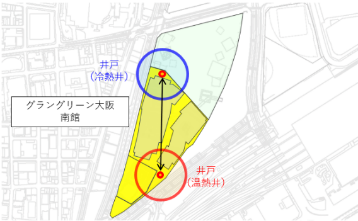 井戸
（冷熱井）
グラングリーン大阪
南館
井戸
（温熱井）